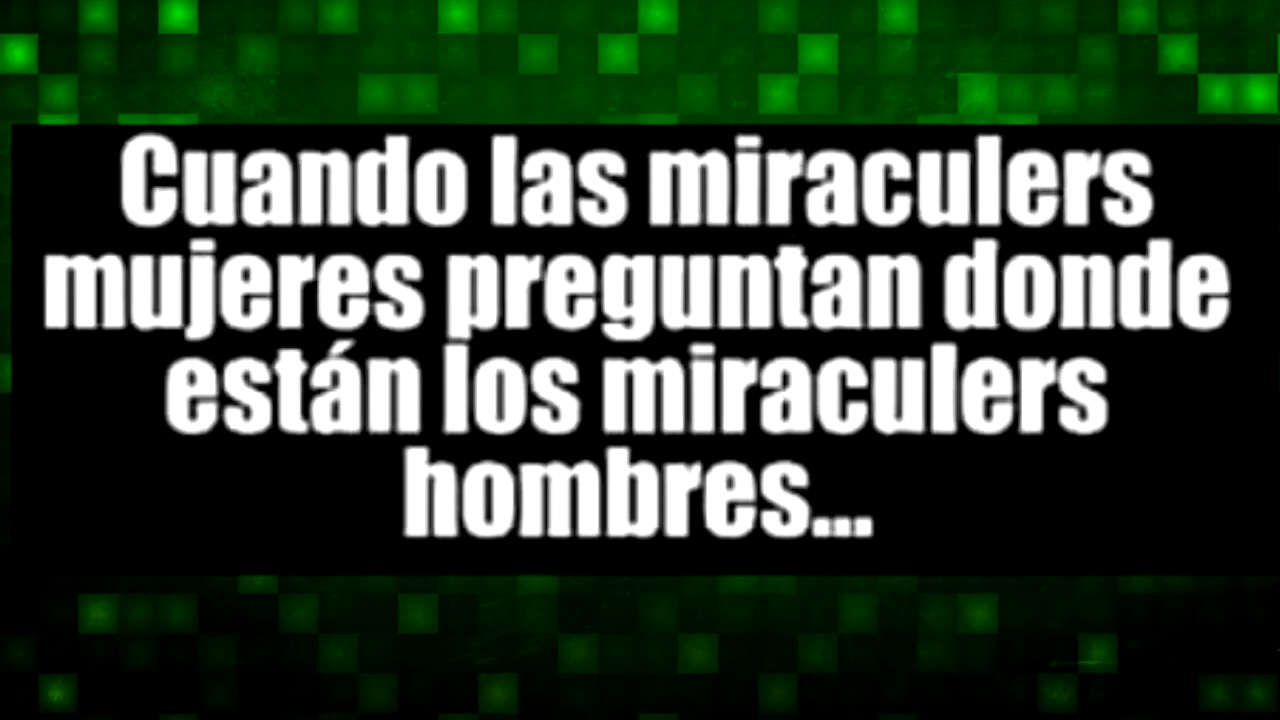 Cuando las miraculers
mujeres preguntan donde
están los miraculers
hombres...